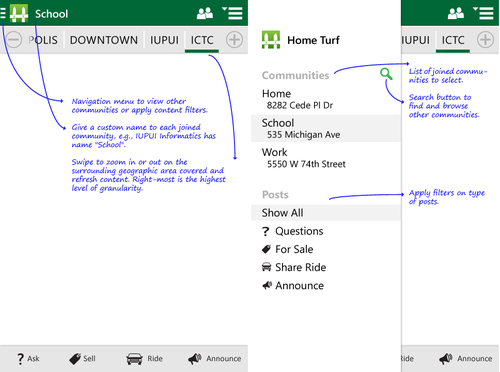 School
POLIS DOWNTOWN IUPUI ICTC
Navigation menu to view other
communities or apply content filters.
Give a custom name to each joined
community, e.g., IUPUI Informatics has
name "School".
Swipe to zoom in or out on the
surrounding geographic area covered and
refresh content. Right-most is the highest
level of granularity.
? Ask Sell Ride Announce
Home Turf
Communities
Home
8282 Cede Pl Dr
School
535 Michigan Ave
Work
5550 W 74th Street
Posts
Show All
? Questions
For Sale
Share Ride
Announce
IUPUI ICTC
List of joined commu-
nities to select.
Search button to
find and browse
other communities.
Apply filters on type
of posts.
Ride Announce